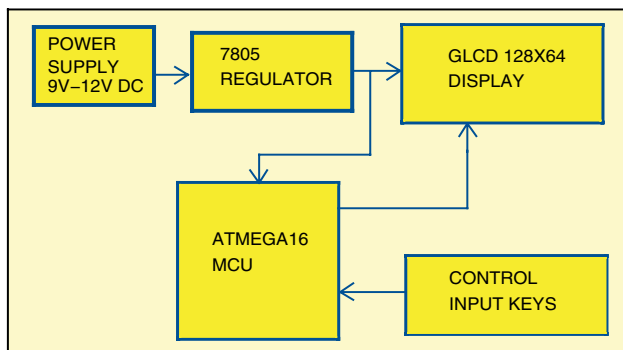 POWER
SUPPLY
9V–12V DC
7805
REGULATOR
GLCD 128X64
DISPLAY
ATMEGA16
MCU
CONTROL
INPUT KEYS